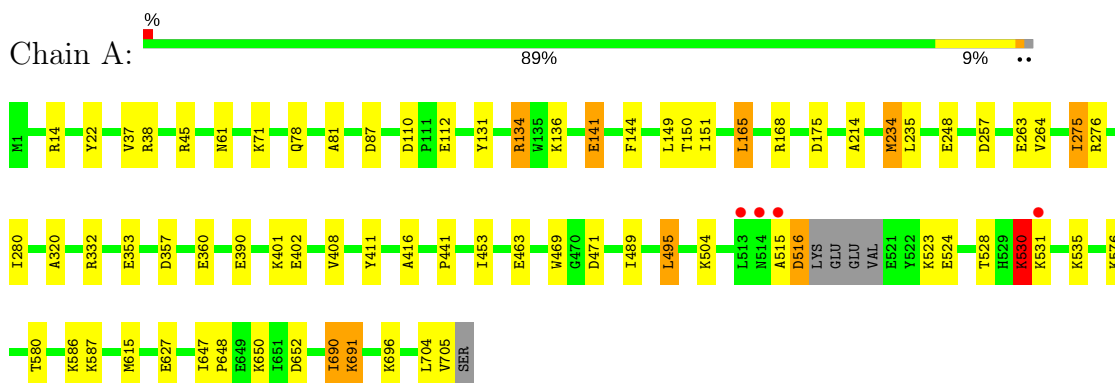 %
Chain A:
89% 9% ••
M1 R14 Y22 V37 R38 R45 N61 K71 Q78 A81 D87 D110 P111 E112 Y131 R134 W135 K136 E141 F144 L149 T150 I151 L165 R168 D175 A214 M234 L235 E248 D257 E263 V264 I275 R276
I280 A320 R332 E353 D357 E360 E390 K401 E402 V408 Y411 A416 P441 I453 E463 W469 G470 D471 I489 L495 K504 L513 N514 A515 D516 LYS GLU GLU VAL E521 Y522 K523 E524 T528 H529 K530 K531 K535 K576
T580 K586 K587 M615 E627 I647 P648 E649 K650 I651 D652 I690 K691 K696 L704 V705 SER